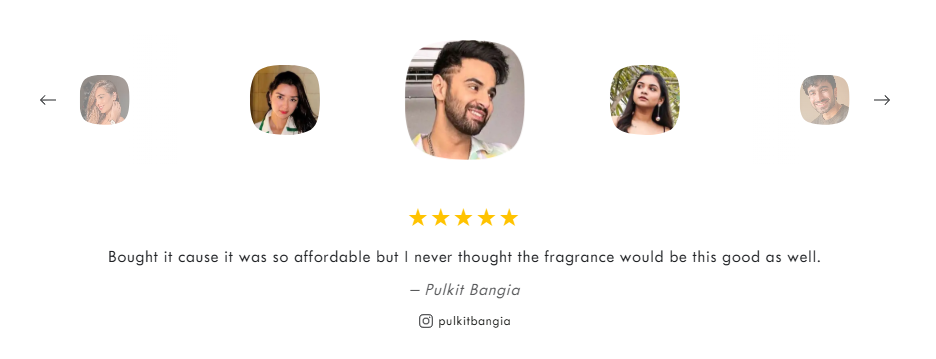 Bought it cause it was so affordable but I never thought the fragrance would be this good as well.
– Pulkit Bangia
pulkitbangia